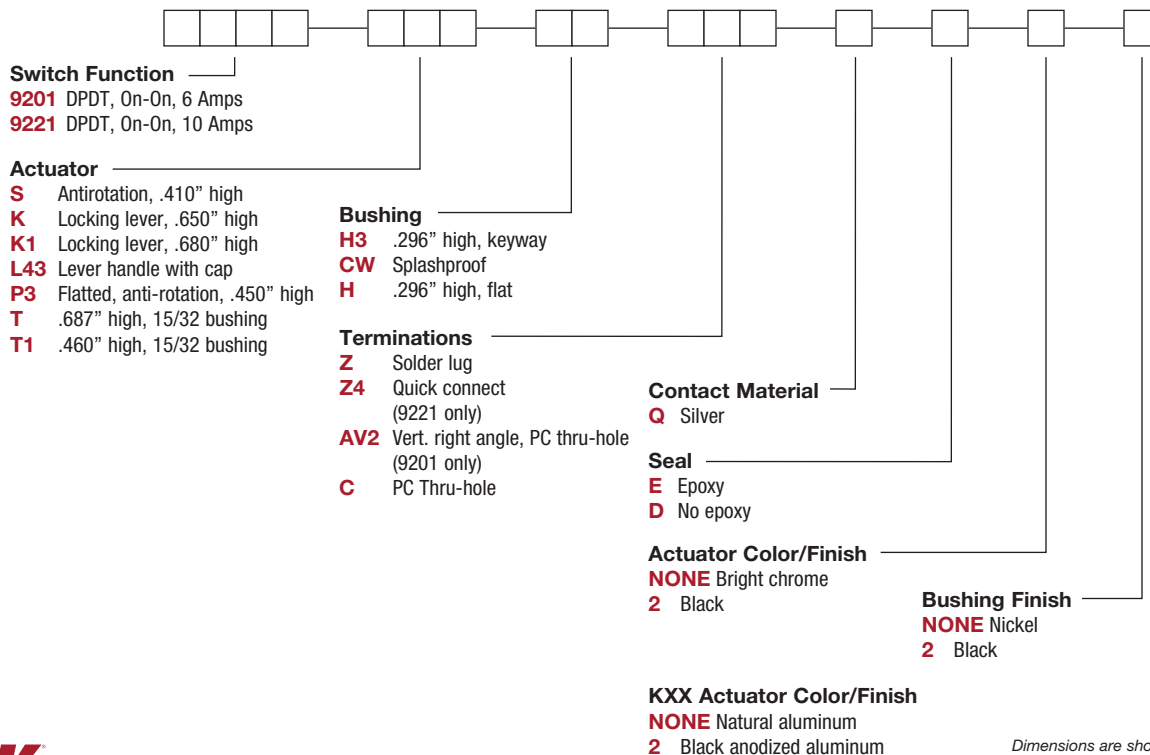 Switch Function
9201 DPDT, On-On, 6 Amps
9221 DPDT, On-On, 10 Amps
Actuator
S Antirotation, .410” high
K Locking lever, .650” high
K1 Locking lever, .680” high
L43 Lever handle with cap
P3 Flatted, anti-rotation, .450” high
T .687” high, 15/32 bushing
T1 .460” high, 15/32 bushing
Bushing
H3 .296” high, keyway
CW Splashproof
H .296” high, flat
Terminations
Z Solder lug
Z4 Quick connect
(9221 only)
AV2 Vert. right angle, PC thru-hole
(9201 only)
C PC Thru-hole
Contact Material
Q Silver
Seal
E Epoxy
D No epoxy
Actuator Color/Finish
NONE Bright chrome
2 Black
Bushing Finish
NONE Nickel
2 Black
KXX Actuator Color/Finish
NONE Natural aluminum
2 Black anodized aluminum
Dimensions are sho